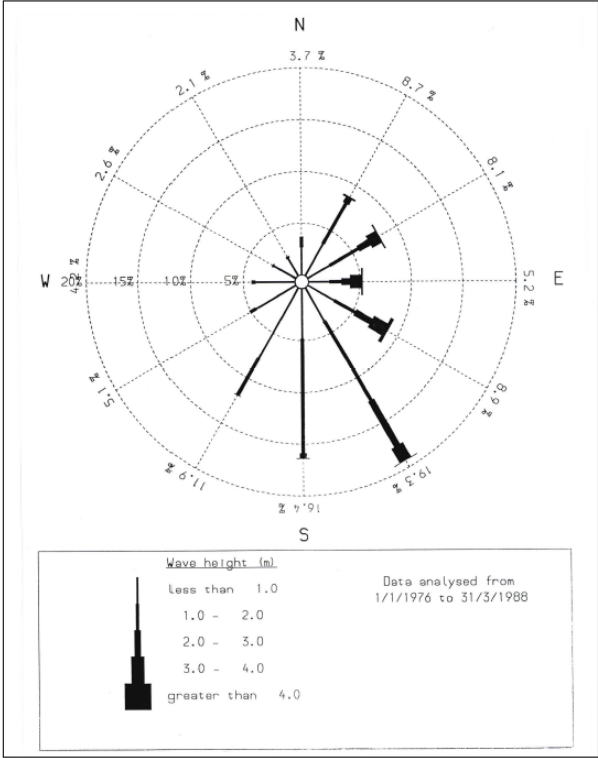 N
3.7 %
2.1 %
8.7 %
2.6 %
8.1 %
W 20% 15% 10% 5%
4.2 %
5.2 %
E
5.1 %
8.9 %
11.9 %
19.3 %
16.4 %
S
Wave height (m)
less than 1.0
1.0 - 2.0
2.0 - 3.0
3.0 - 4.0
greater than 4.0
Data analysed from
1/1/1976 to 31/3/1988